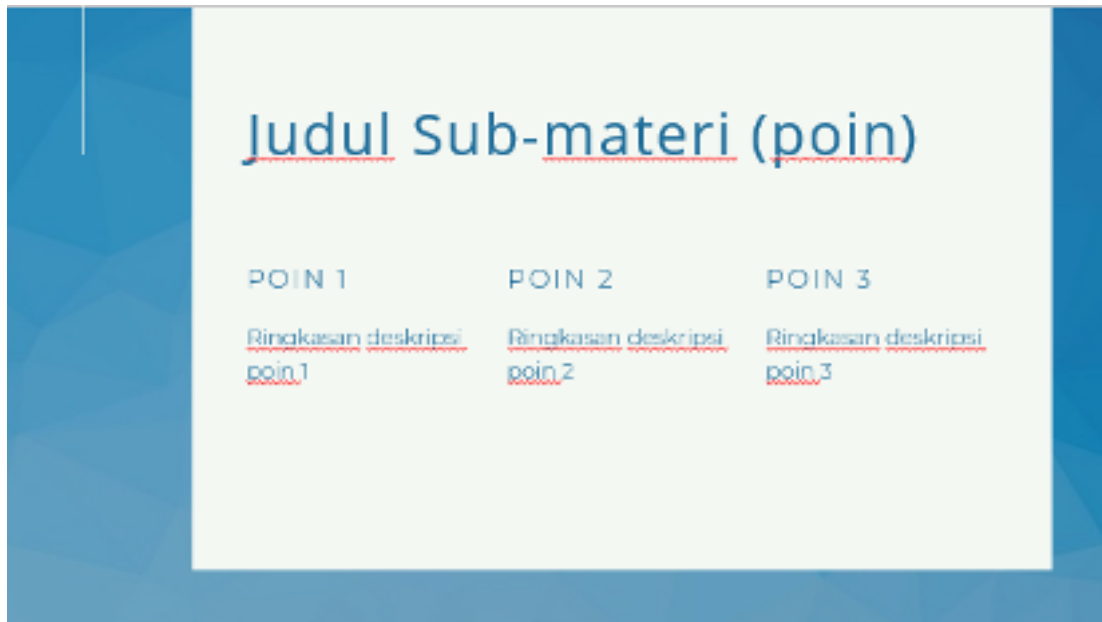 Judul Sub-materi (poin)
POIN 1
Ringkasan deskripsi
poin 1
POIN 2
Ringkasan deskripsi
poin 2
POIN 3
Ringkasan deskripsi
poin 3